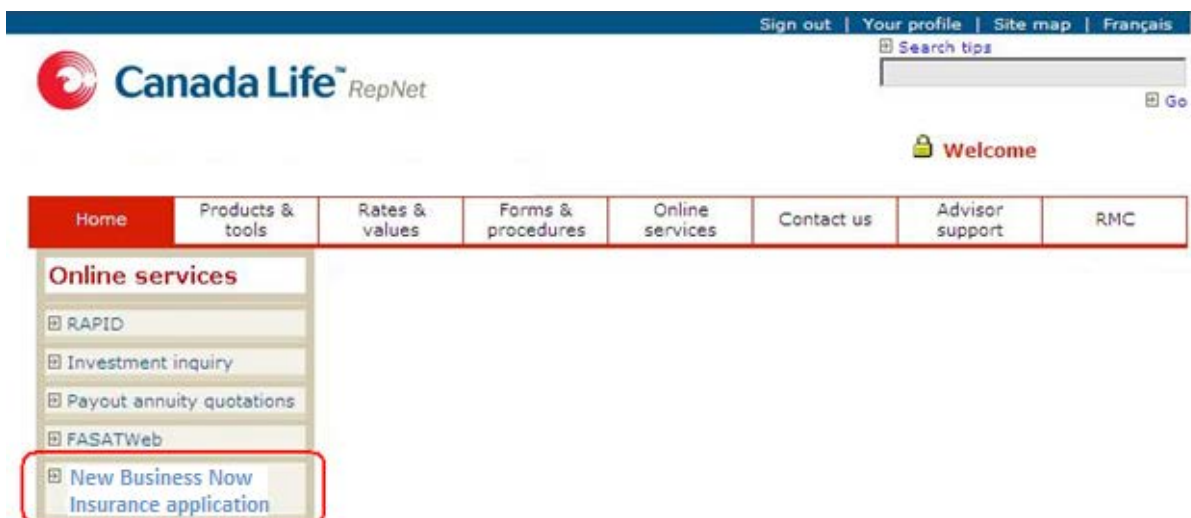 Sign out | Your profile | Site map | Français
Search tips
Canada Life™ RepNet
Go
Welcome
Home
Products & tools
Rates & values
Forms & procedures
Online services
Contact us
Advisor support
RMC
Online services
RAPID
Investment inquiry
Payout annuity quotations
FASATWeb
New Business Now
Insurance application